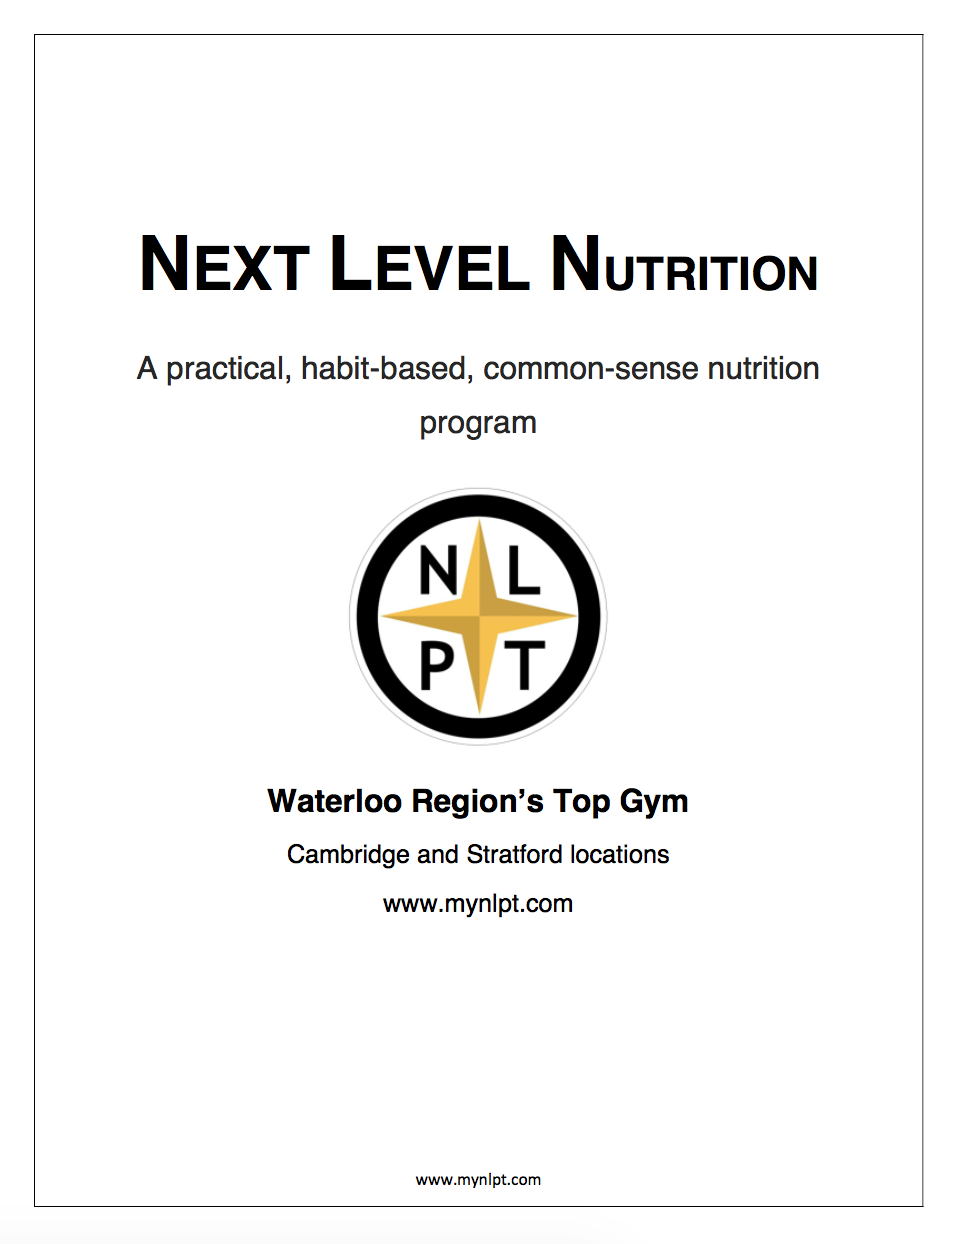 NEXT LEVEL NUTRITION
A practical, habit-based, common-sense nutrition
program
N L
P T
Waterloo Region’s Top Gym
Cambridge and Stratford locations
www.mynlpt.com
www.mynlpt.com